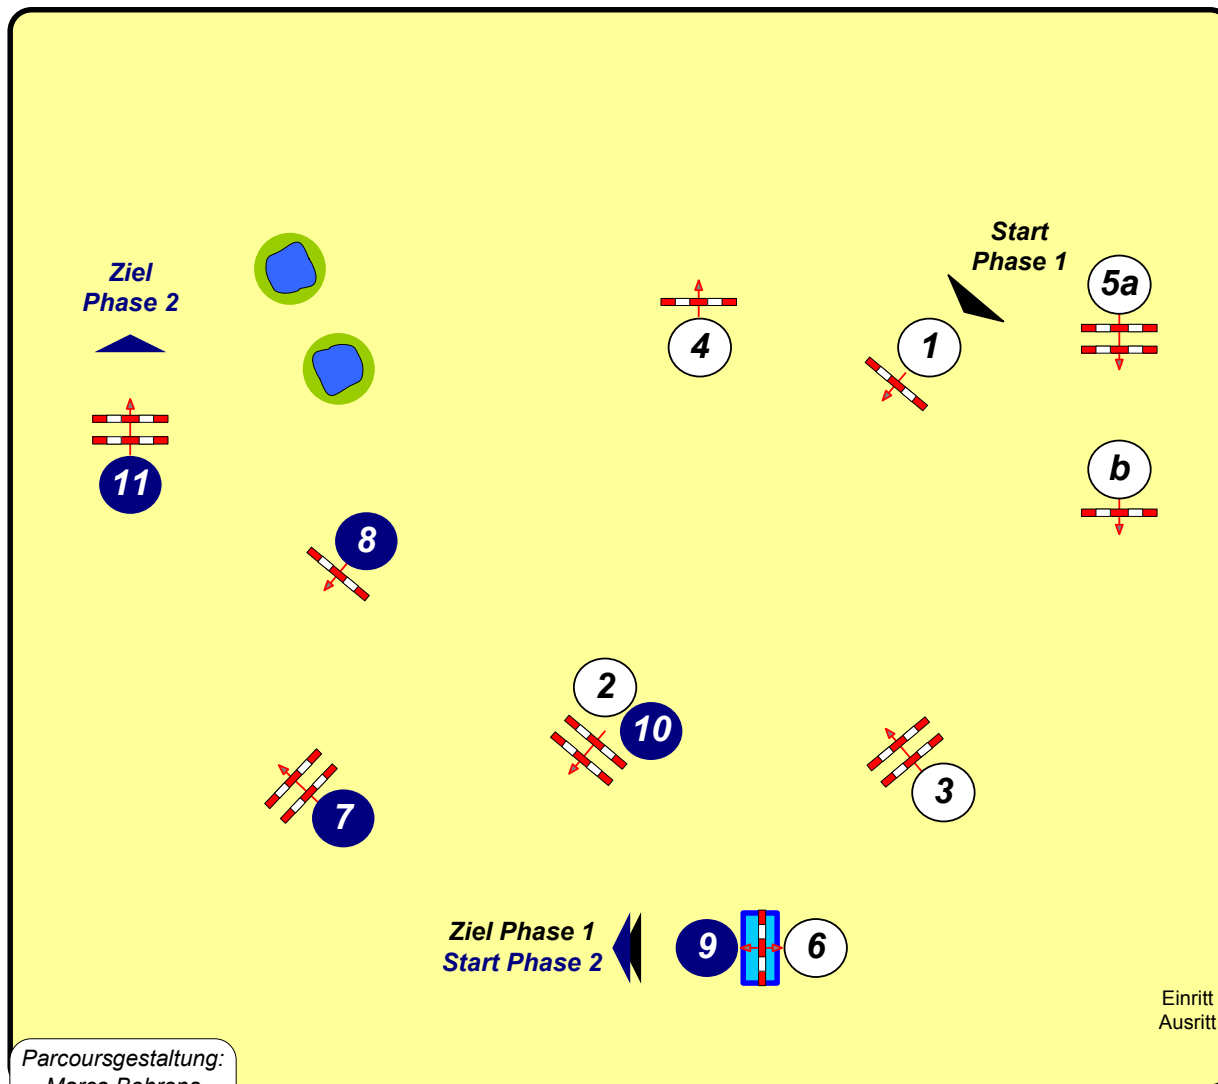 Start
Phase 1
5a
Ziel
Phase 2
4
1
11
b
8
2
10
7
3
Ziel Phase 1
Start Phase 2
9
6
Einritt
Ausritt
Parcoursgestaltung: